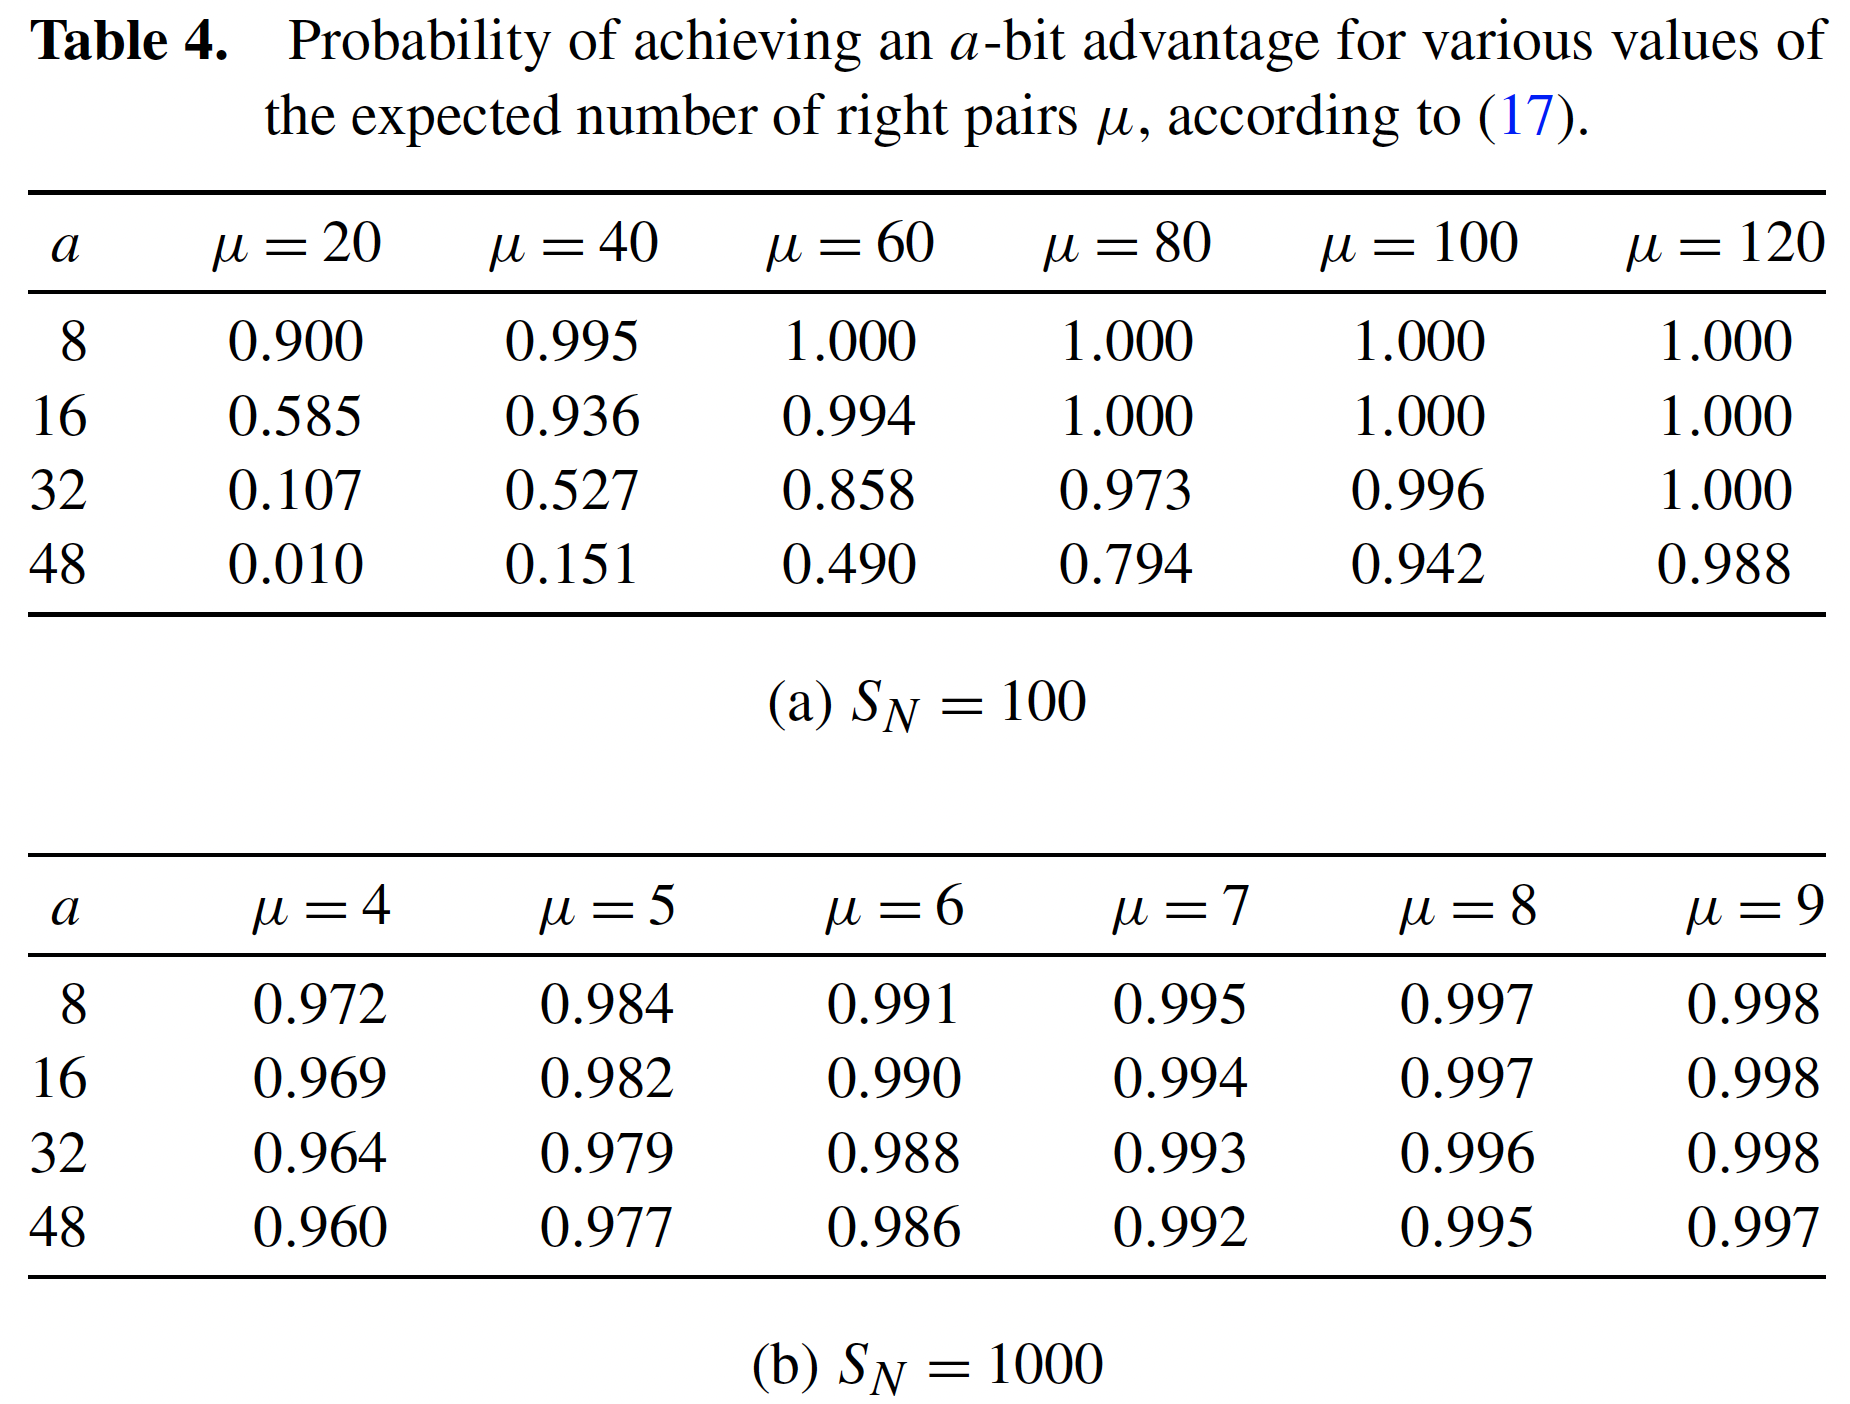 Table 4. Probability of achieving an a-bit advantage for various values of
the expected number of right pairs μ, according to (17).
a μ = 20 μ = 40 μ = 60 μ = 80 μ = 100 μ = 120
8 0.900 0.995 1.000 1.000 1.000 1.000
16 0.585 0.936 0.994 1.000 1.000 1.000
32 0.107 0.527 0.858 0.973 0.996 1.000
48 0.010 0.151 0.490 0.794 0.942 0.988
(a) S_N = 100
a μ = 4 μ = 5 μ = 6 μ = 7 μ = 8 μ = 9
8 0.972 0.984 0.991 0.995 0.997 0.998
16 0.969 0.982 0.990 0.994 0.997 0.998
32 0.964 0.979 0.988 0.993 0.996 0.998
48 0.960 0.977 0.986 0.992 0.995 0.997
(b) S_N = 1000